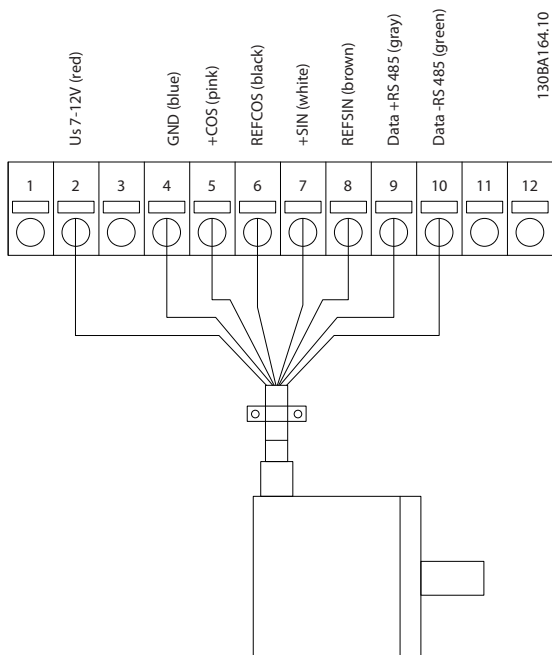 Us 7-12V (red)
GND (blue)
+COS (pink)
REFCOS (black)
+SIN (white)
REFSIN (brown)
Data +RS 485 (gray)
Data -RS 485 (green)
130BA164.10
1 2 3 4 5 6 7 8 9 10 11 12